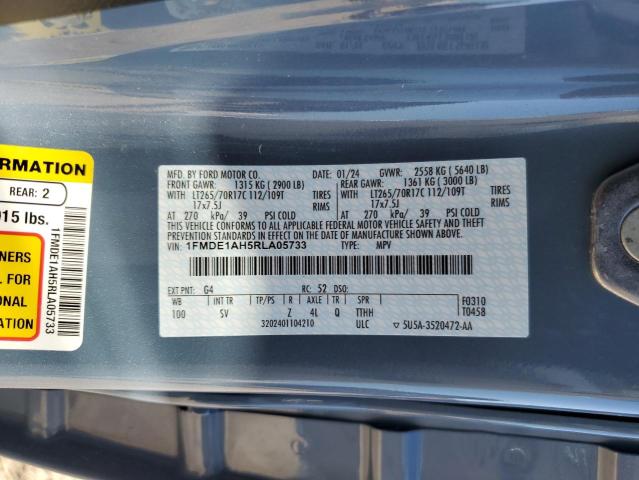 MFD. BY FORD MOTOR CO. 01/24 GVWR: 2558 KG ( 5640 LB)
FRONT GAWR: 1315 KG ( 2900 LB) REAR GAWR: 1361 KG ( 3000 LB)
WITH LT265/70R17C 112/109T TIRES WITH LT265/70R17C 112/109T TIRES
17x7.5J RIMS 17x7.5J RIMS
AT 270 kPa/ 39 PSI COLD AT 270 kPa/ 39 PSI COLD
THIS VEHICLE CONFORMS TO ALL APPLICABLE FEDERAL MOTOR VEHICLE SAFETY AND THEFT
PREVENTION STANDARDS IN EFFECT ON THE DATE OF MANUFACTURE SHOWN ABOVE.
VIN: 1FMDE1AH5RLA05733 TYPE: MPV
EXT PNT: G4 RC: 52 DSO:
WB INT TR TP/PS R AXLE TR SPR F0310
100 SV Z 4L Q TTHH T0458
3202401104210 ULC ▽ 5U5A-3520472-AA
ORMATION
REAR: 2
015 lbs.
1FMDE1AH5RLA05733
NERS
L FOR
ONAL
N